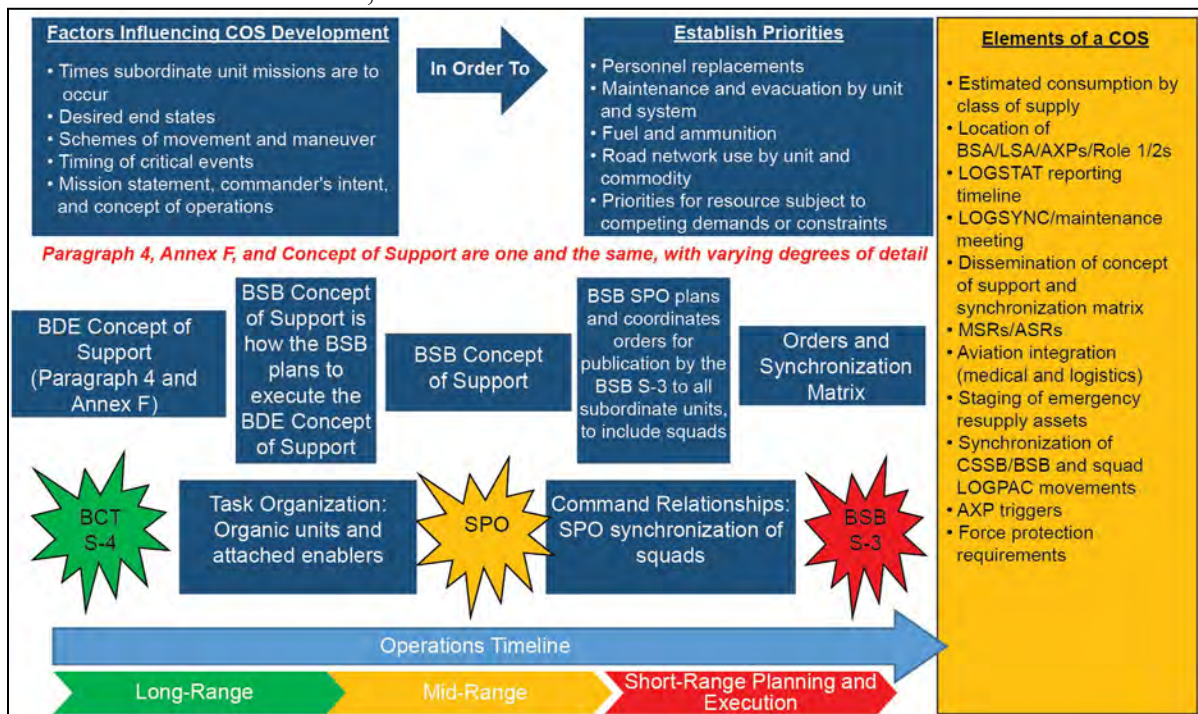 Factors Influencing COS Development
• Times subordinate unit missions are to
occur
• Desired end states
• Schemes of movement and maneuver
• Timing of critical events
• Mission statement, commander's intent,
and concept of operations
In Order To
Establish Priorities
• Personnel replacements
• Maintenance and evacuation by unit
and system
• Fuel and ammunition
• Road network use by unit and
commodity
• Priorities for resource subject to
competing demands or constraints
Paragraph 4, Annex F, and Concept of Support are one and the same, with varying degrees of detail
BDE Concept of
Support
(Paragraph 4 and
Annex F)
BSB Concept
of Support is
how the BSB
plans to
execute the
BDE Concept
of Support
BSB Concept
of Support
BSB SPO plans
and coordinates
orders for
publication by the
BSB S-3 to all
subordinate units,
to include squads
Orders and
Synchronization
Matrix
BCT
S-4
Task Organization:
Organic units and
attached enablers
SPO
Command Relationships:
SPO synchronization of
squads
BSB
S-3
Operations Timeline
Long-Range
Mid-Range
Short-Range Planning and
Execution
Elements of a COS
• Estimated consumption by
class of supply
• Location of
BSA/LSA/AXPs/Role 1/2s
• LOGSTAT reporting
timeline
• LOGSYNC/maintenance
meeting
• Dissemination of concept
of support and
synchronization matrix
• MSRs/ASRs
• Aviation integration
(medical and logistics)
• Staging of emergency
resupply assets
• Synchronization of
CSSB/BSB and squad
LOGPAC movements
• AXP triggers
• Force protection
requirements